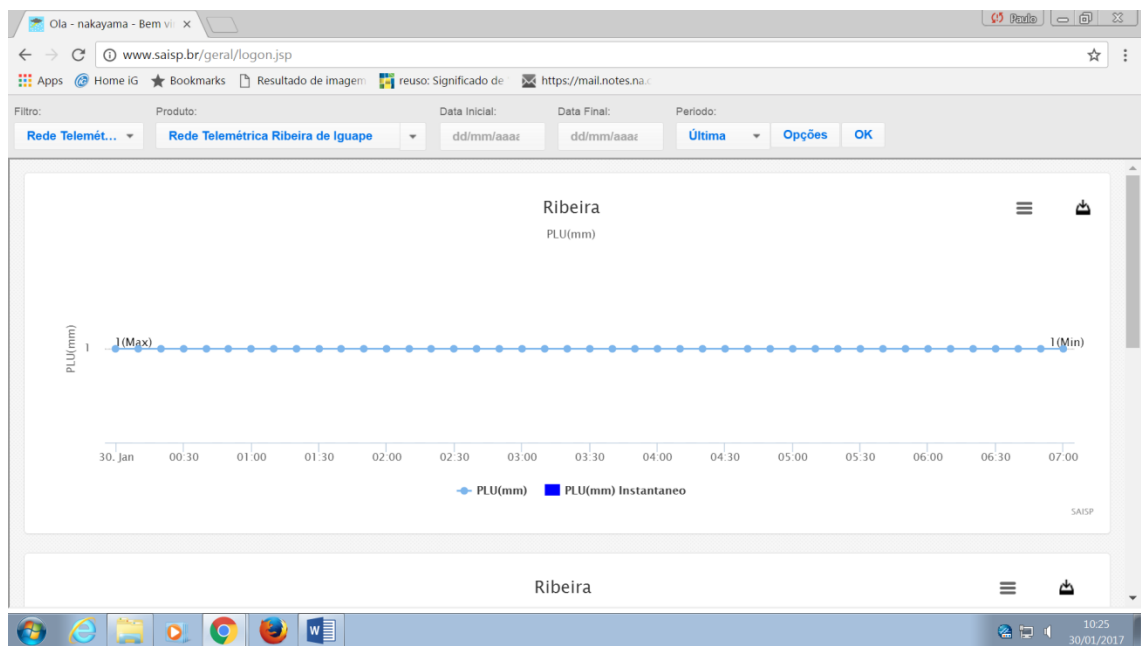 Ola - nakayama - Bem vi
Paulo
www.saisp.br/geral/logon.jsp
Apps Home iG Bookmarks Resultado de imagem reuso: Significado de https://mail.notes.na.c
Filtro: Produto: Data Inicial: Data Final: Periodo:
Rede Telemét... Rede Telemétrica Ribeira de Iguape dd/mm/aaaa dd/mm/aaaa Última Opções OK
Ribeira
PLU(mm)
PLU(mm)
1
1(Max)
1(Min)
30. Jan 00:30 01:00 01:30 02:00 02:30 03:00 03:30 04:00 04:30 05:00 05:30 06:00 06:30 07:00
PLU(mm) PLU(mm) Instantaneo
SAISP
Ribeira
10:25
30/01/2017